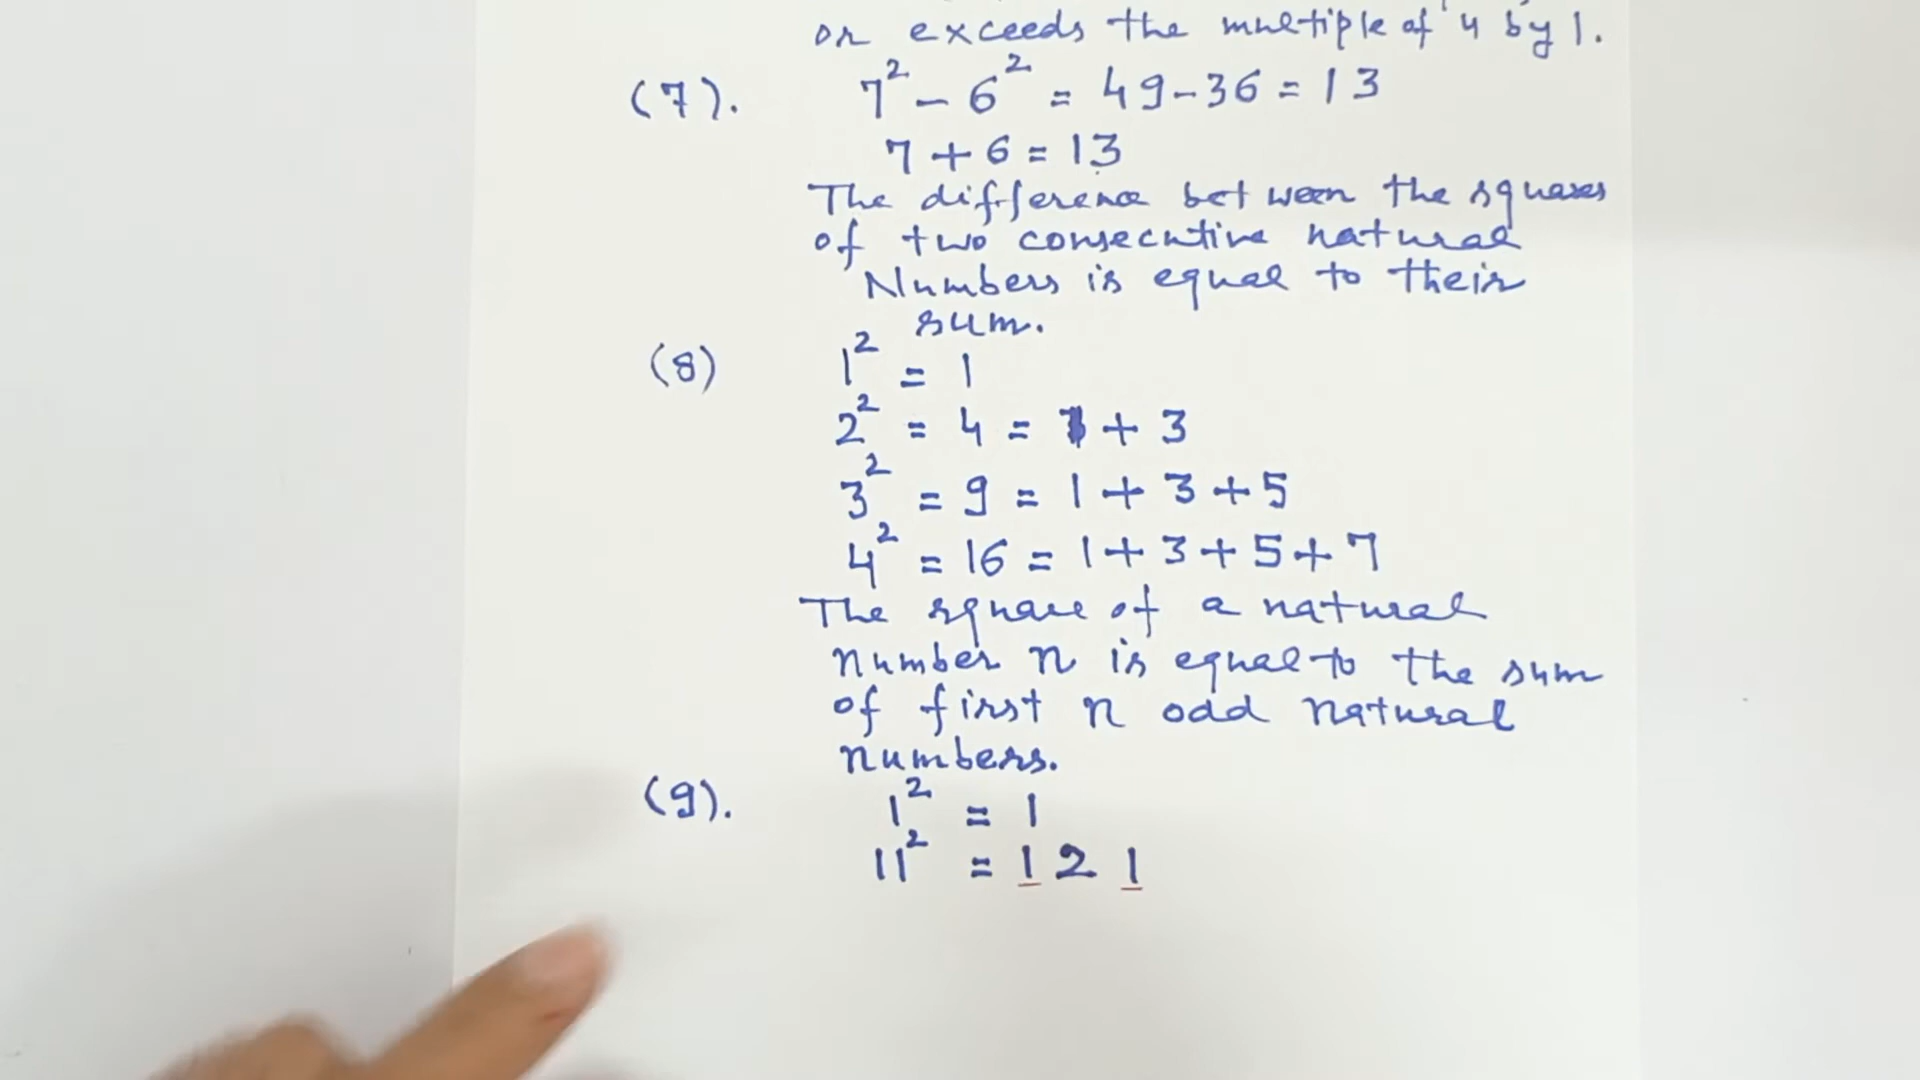 or exceeds the multiple of 4 by 1.
(7). 7² - 6² = 49-36 = 13
7 + 6 = 13
The difference between the squares
of two consecutive natural
Numbers is equal to their
sum.
(8) 1² = 1
2² = 4 = 1 + 3
3² = 9 = 1 + 3 + 5
4² = 16 = 1 + 3 + 5 + 7
The square of a natural
number n is equal to the sum
of first n odd natural
numbers.
(9). 1² = 1
11² = 1 2 1